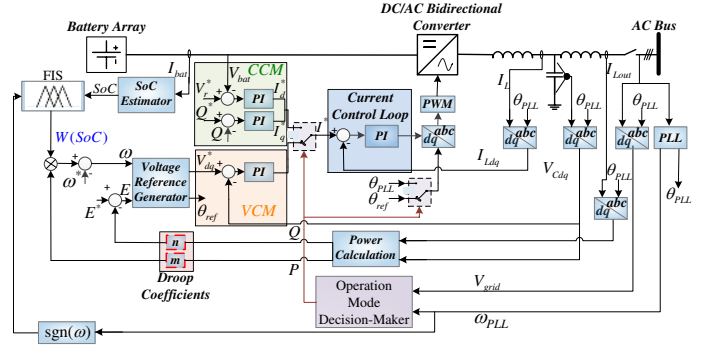 DC/AC Bidirectional
Converter
Battery Array
AC Bus
FIS
I_bat
V_bat
CCM
SoC
SoC
Estimator
V_r^*
I_d^*
PI
Q^*
Q
PI
I_q^*
I^*
Current
Control Loop
PI
PWM
dq abc
I_L
θ_PLL
I_Lout
θ_PLL
θ_PLL
dq abc
dq abc
dq abc
PLL
W(SoC)
ω
ω^*
Voltage
Reference
Generator
V_dq^*
PI
VCM
θ_ref
E
E^*
I_Ldq
V_Cdq
θ_PLL
θ_ref
θ_PLL
θ_PLL
dq abc
n
m
Droop
Coefficients
Q
P
Power
Calculation
Operation
Mode
Decision-Maker
V_grid
ω_PLL
sgn(ω)